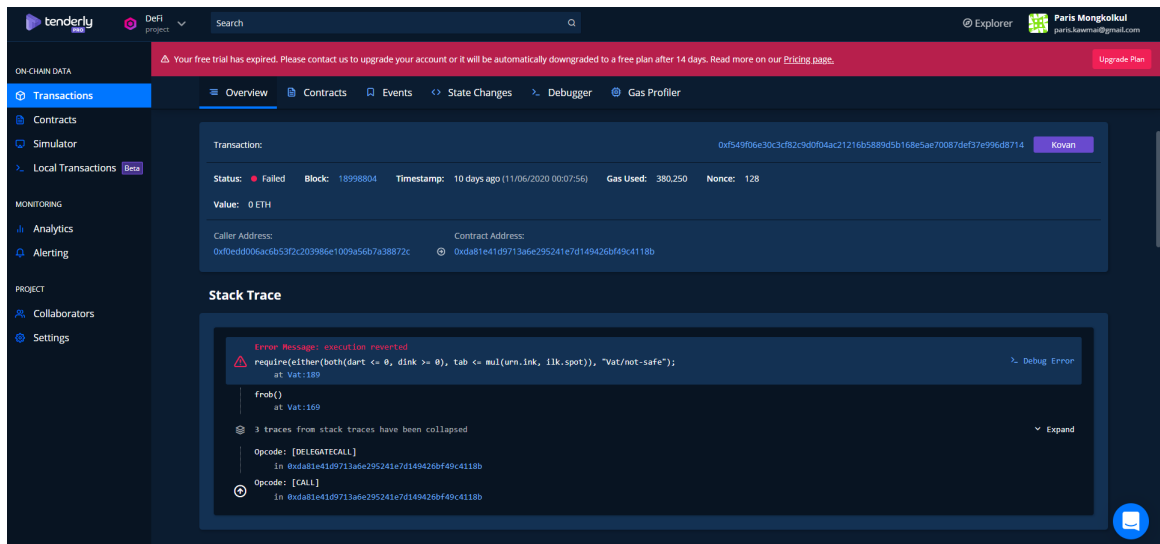 tenderly
PRO
DeFi
project
Search
Explorer
Paris Mongkolkul
paris.kawmai@gmail.com
Your free trial has expired. Please contact us to upgrade your account or it will be automatically downgraded to a free plan after 14 days. Read more on our Pricing page.
Upgrade Plan
ON-CHAIN DATA
Transactions
Contracts
Simulator
Local Transactions Beta
MONITORING
Analytics
Alerting
PROJECT
Collaborators
Settings
Overview Contracts Events State Changes Debugger Gas Profiler
Transaction: 0xf549f06e30c3cf82c9d0f04ac21216b5889d5b168e5ae70087def37e996d8714 Kovan
Status: Failed Block: 18998804 Timestamp: 10 days ago (11/06/2020 00:07:56) Gas Used: 380,250 Nonce: 128
Value: 0 ETH
Caller Address: Contract Address:
0xf0edd006ac6b53f2c203986e1009a56b7a38872c 0xda81e41d9713a6e295241e7d149426bf49c4118b
Stack Trace
Error Message: execution reverted
require(either(both(dart <= 0, dink >= 0), tab <= mul(urn.ink, ilk.spot)), "Vat/not-safe");
at Vat:189
>_ Debug Error
frob()
at Vat:169
3 traces from stack traces have been collapsed
Expand
Opcode: [DELEGATECALL]
in 0xda81e41d9713a6e295241e7d149426bf49c4118b
Opcode: [CALL]
in 0xda81e41d9713a6e295241e7d149426bf49c4118b